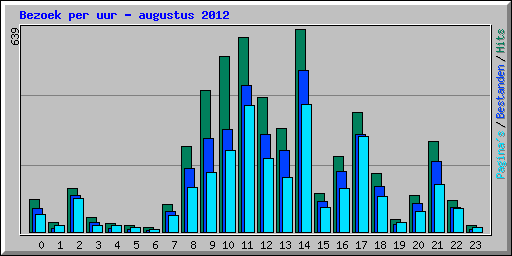 Bezoek per uur - augustus 2012
639
Pagina's / Bestanden / Hits
0 1 2 3 4 5 6 7 8 9 10 11 12 13 14 15 16 17 18 19 20 21 22 23